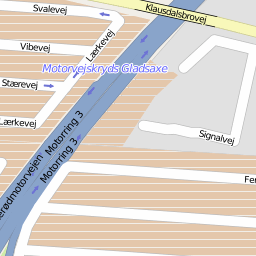 Svalevej
Klausdalsbrovej
Vibevej
Lærkevej
Motorvejskryds Gladsaxe
Stærevej
Lærkevej
Signalvej
Motorring 3
Motorring 3